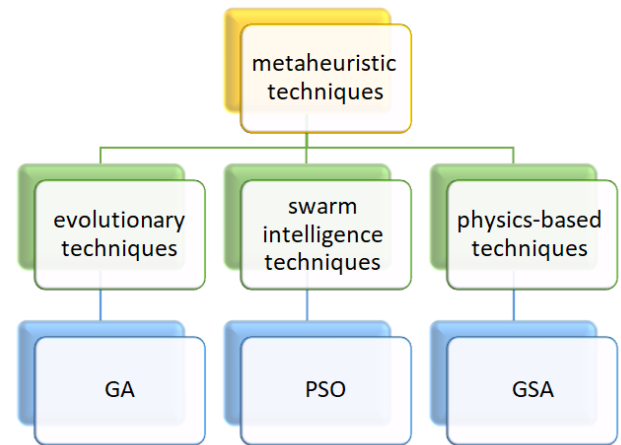 metaheuristic
techniques
evolutionary
techniques
swarm
intelligence
techniques
physics-based
techniques
GA
PSO
GSA